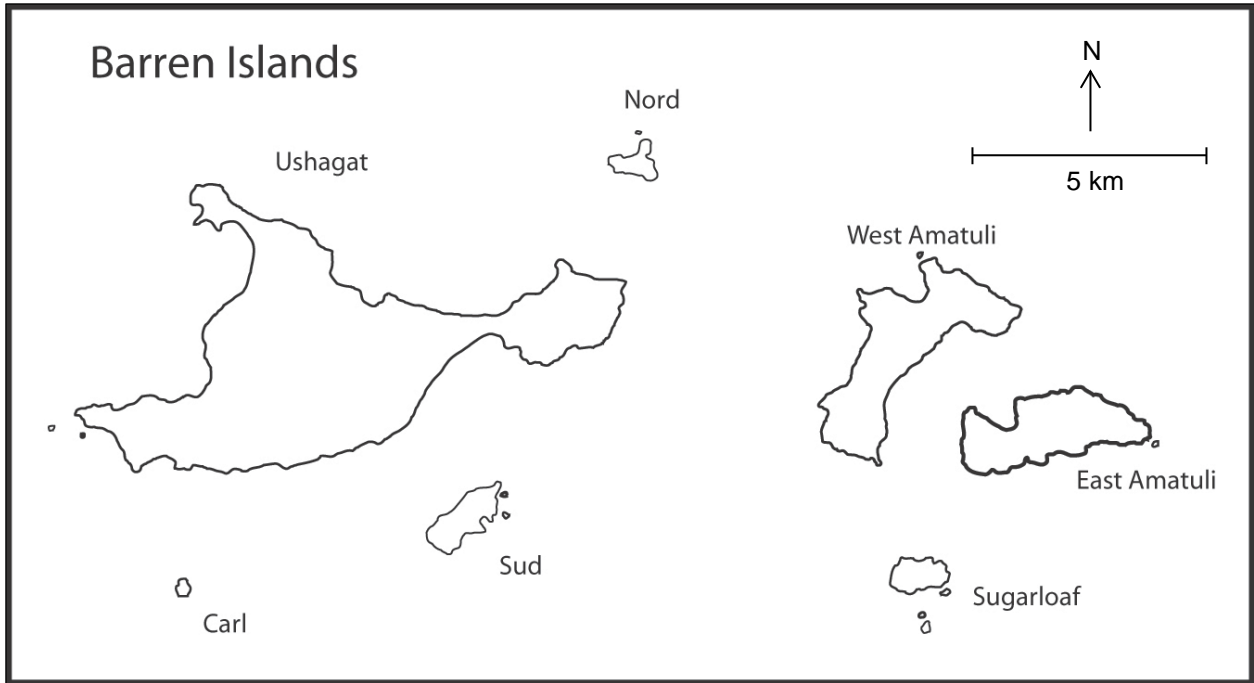 Barren Islands
Nord
N
Ushagat
5 km
West Amatuli
East Amatuli
Sud
Sugarloaf
Carl